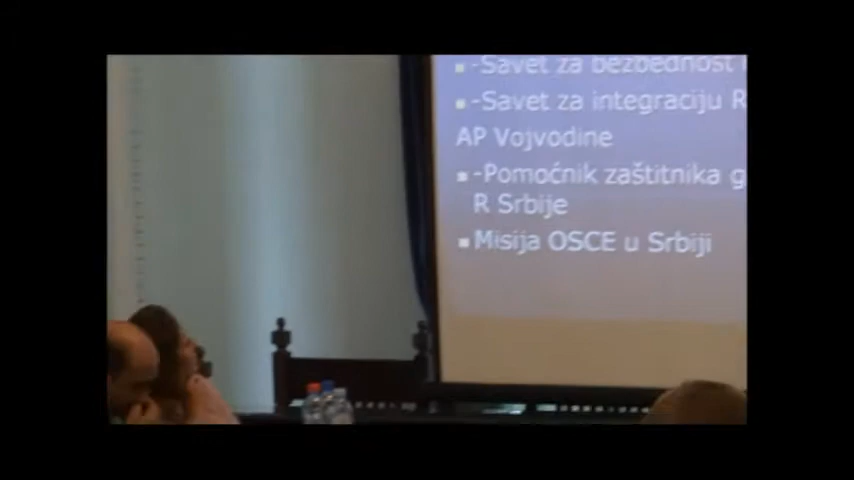 -Savet za bezbednost
-Savet za integraciju R
AP Vojvodine
-Pomoćnik zaštitnika g
R Srbije
Misija OSCE u Srbiji